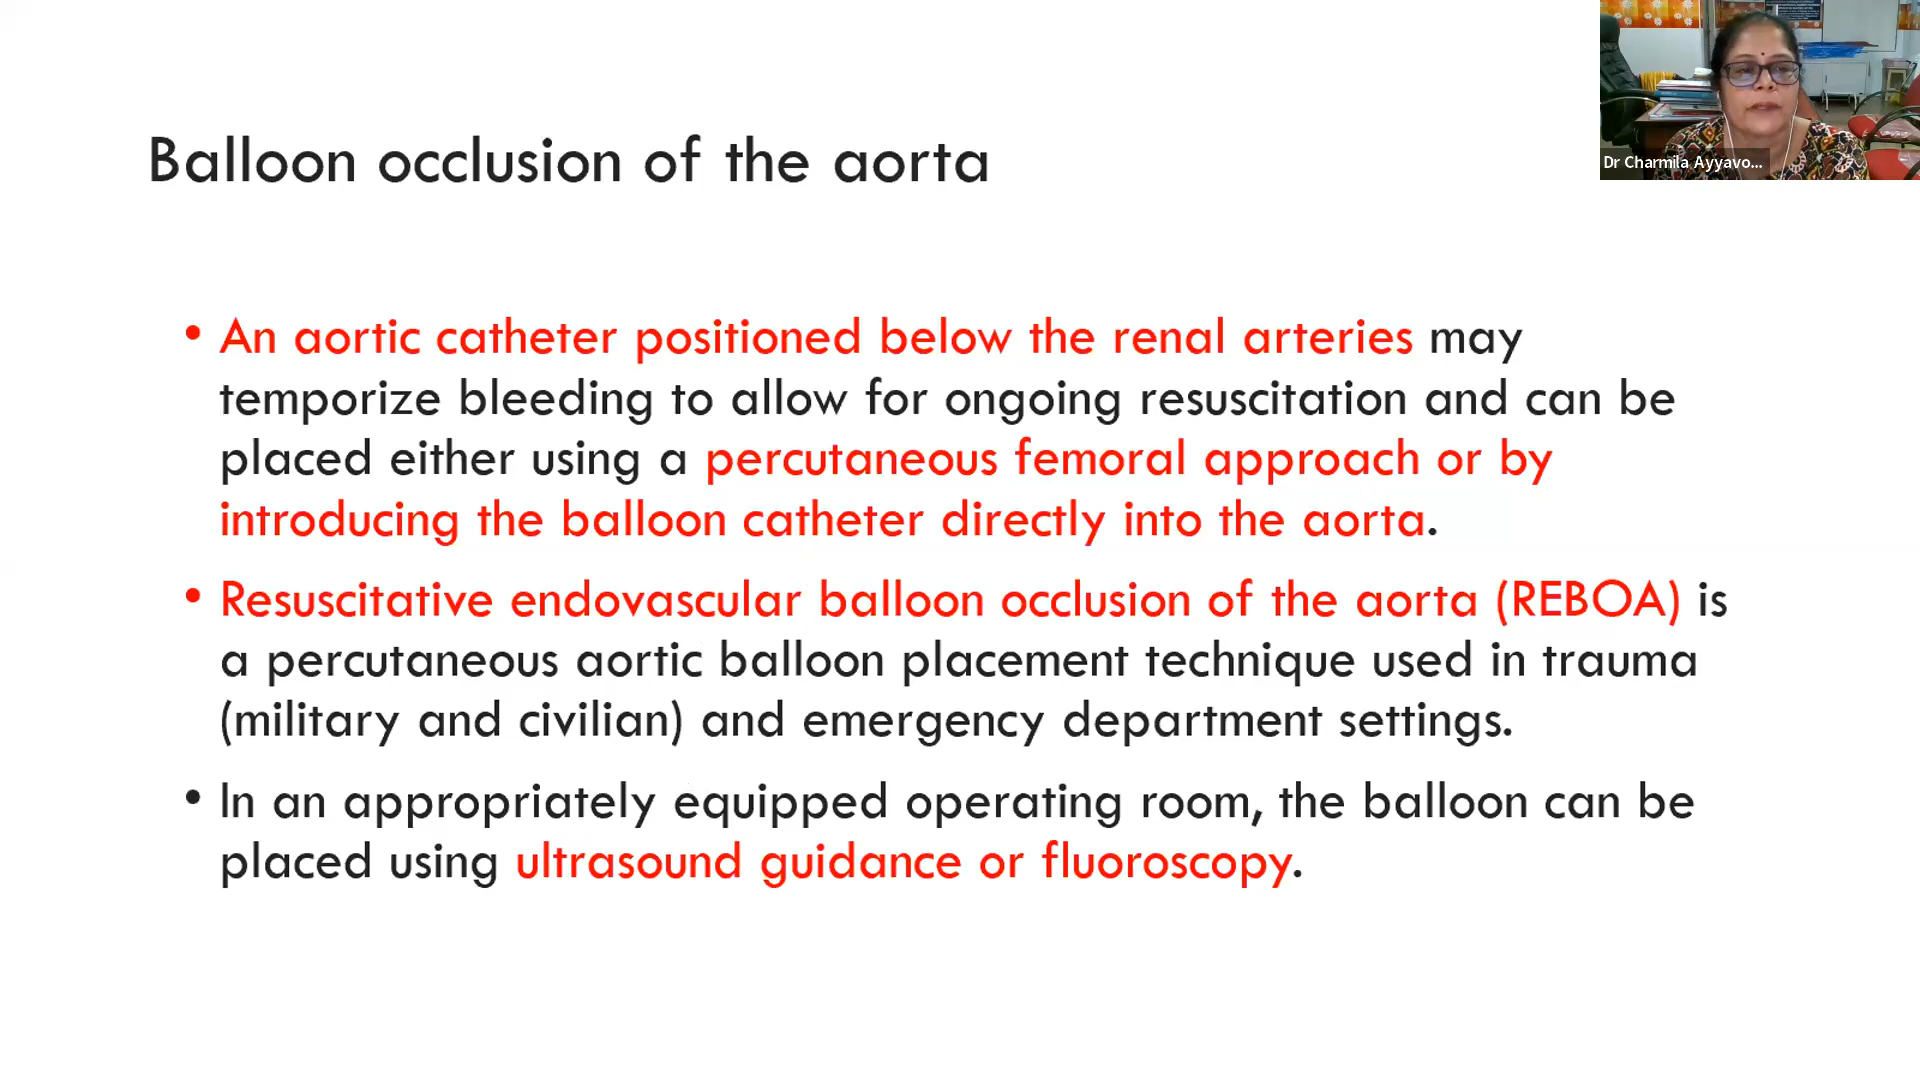 Balloon occlusion of the aorta
Dr Charmila Ayyavo...
• An aortic catheter positioned below the renal arteries may
temporize bleeding to allow for ongoing resuscitation and can be
placed either using a percutaneous femoral approach or by
introducing the balloon catheter directly into the aorta.
• Resuscitative endovascular balloon occlusion of the aorta (REBOA) is
a percutaneous aortic balloon placement technique used in trauma
(military and civilian) and emergency department settings.
• In an appropriately equipped operating room, the balloon can be
placed using ultrasound guidance or fluoroscopy.